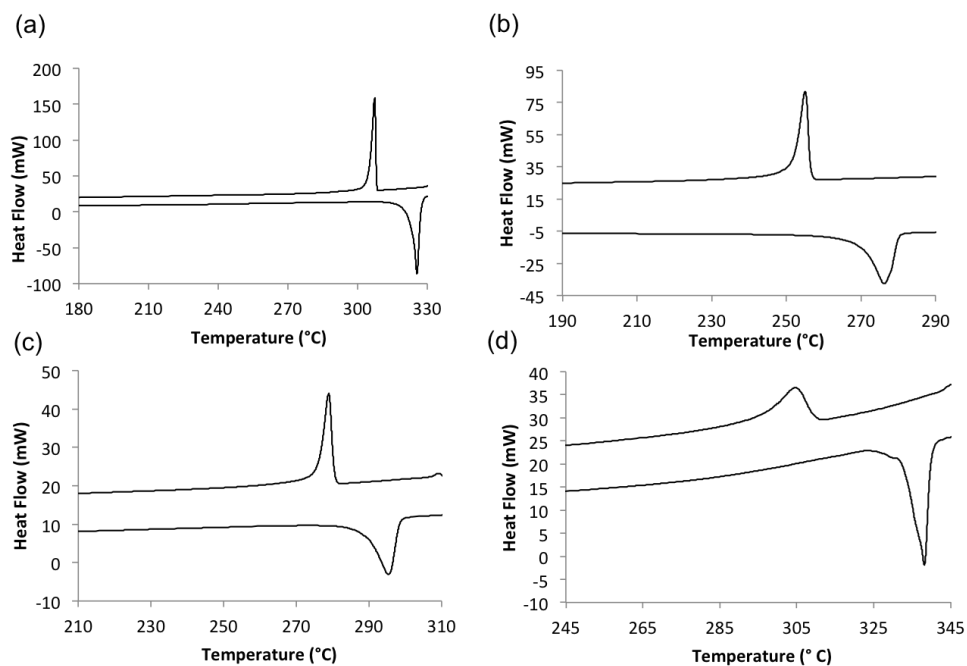 (a)
200
150
100
50
0
-50
-100
180 210 240 270 300 330
Heat Flow (mW)
Temperature (°C)
(b)
95
75
55
35
15
-5
-25
-45
190 210 230 250 270 290
Heat Flow (mW)
Temperature (°C)
(c)
50
40
30
20
10
0
-10
210 230 250 270 290 310
Heat Flow (mW)
Temperature (°C)
(d)
40
35
30
25
20
15
10
5
0
-5
-10
245 265 285 305 325 345
Heat Flow (mW)
Temperature (° C)